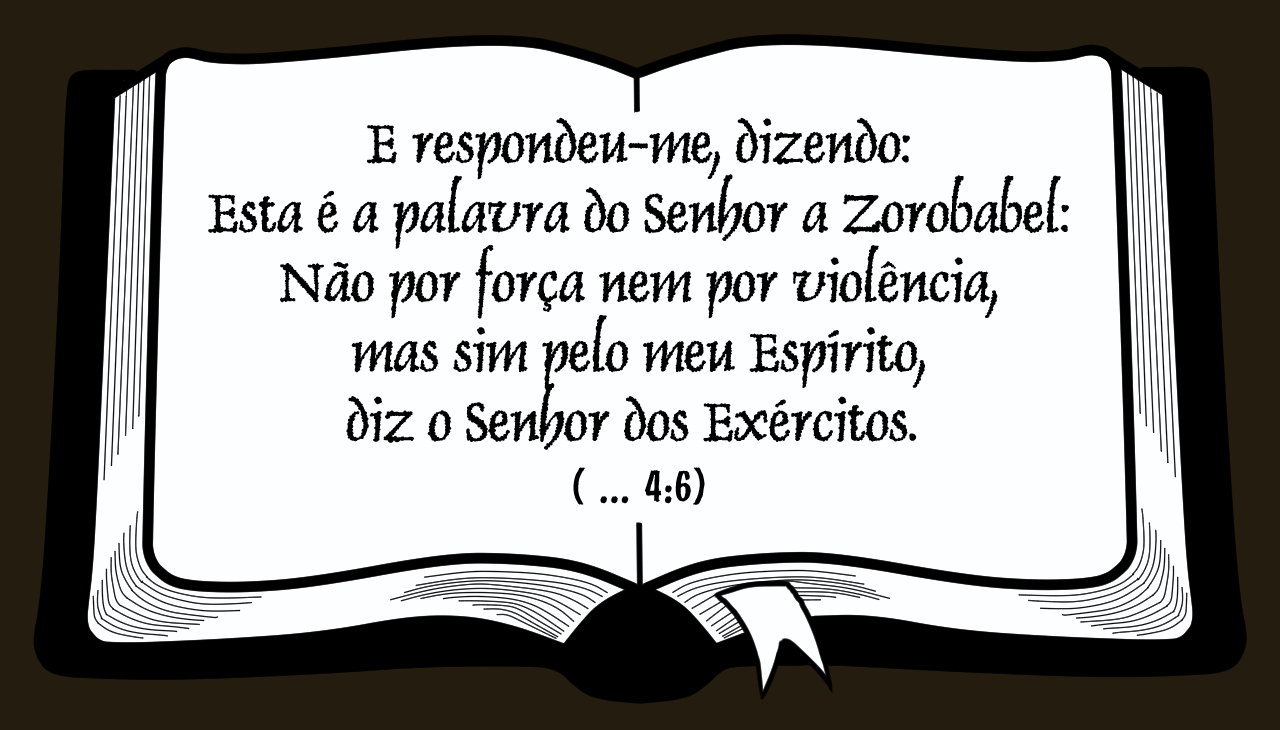 E respondeu-me, dizendo:
Esta é a palavra do Senhor a Zorobabel:
Não por força nem por violência,
mas sim pelo meu Espírito,
diz o Senhor dos Exércitos.
( ... 4:6)